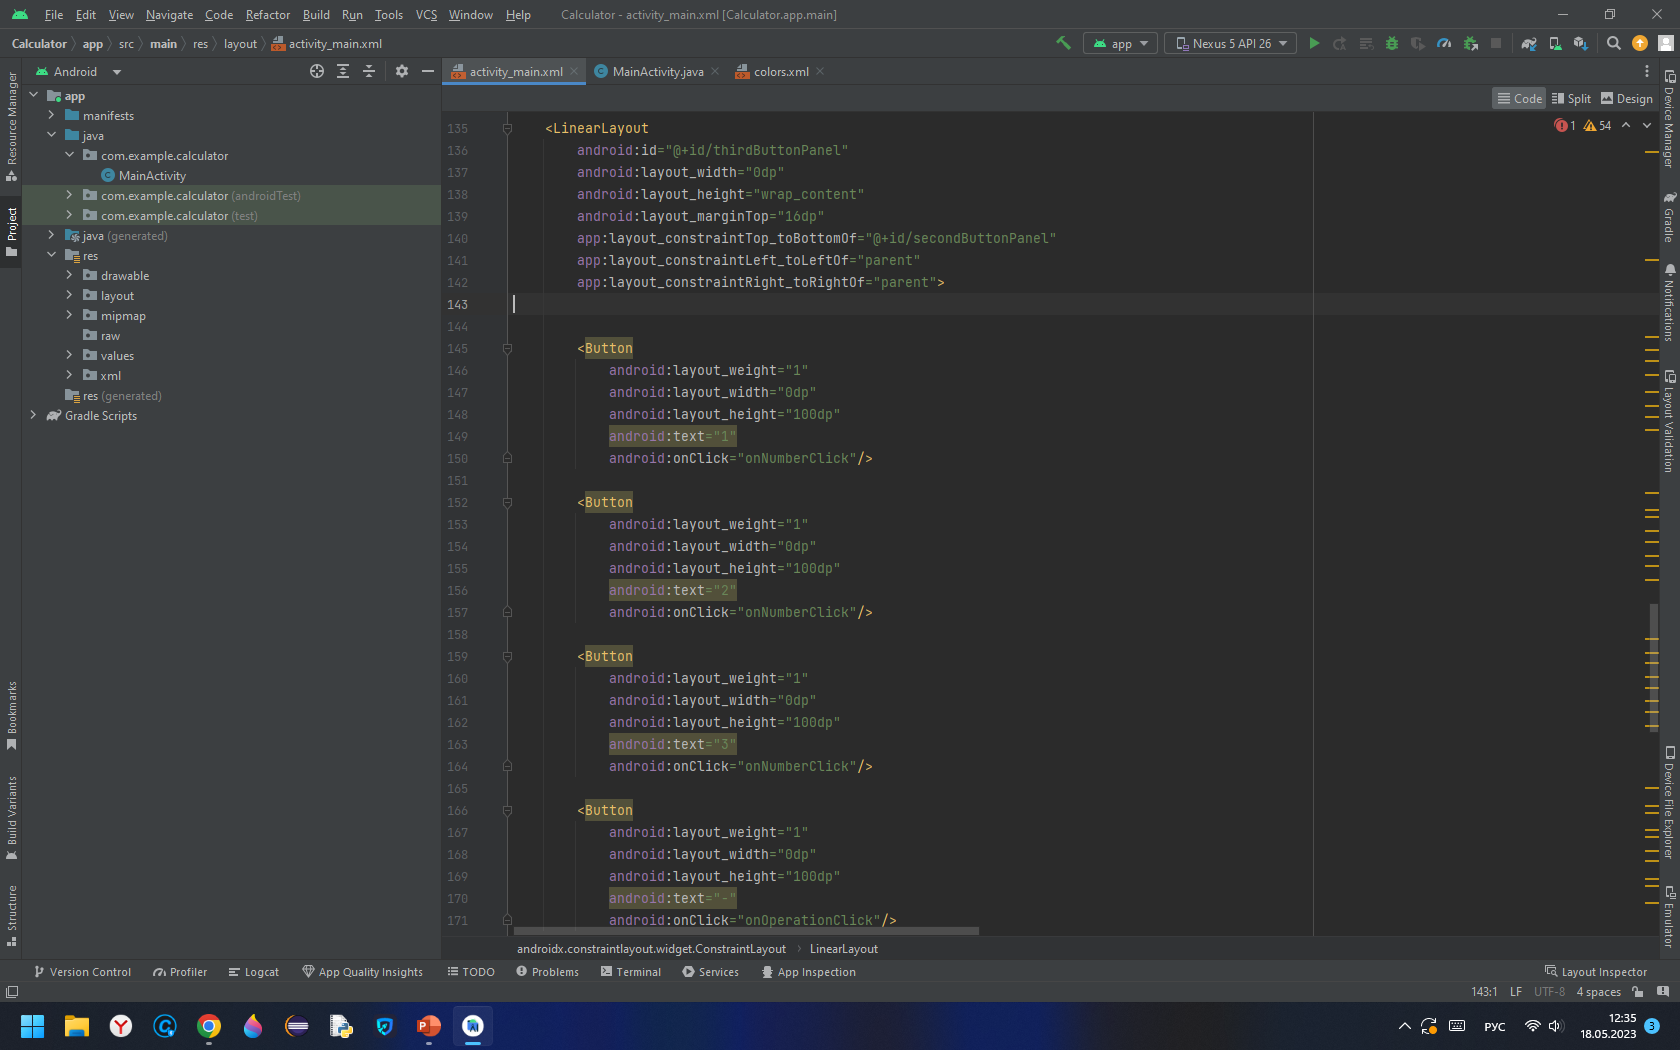 File Edit View Navigate Code Refactor Build Run Tools VCS Window Help Calculator - activity_main.xml [Calculator.app.main]
Calculator app src main res layout activity_main.xml app Nexus 5 API 26
Android activity_main.xml MainActivity.java colors.xml
Code Split Design
1 54
Resource Manager
Project
Bookmarks
Build Variants
Structure
app
manifests
java
com.example.calculator
MainActivity
com.example.calculator (androidTest)
com.example.calculator (test)
java (generated)
res
drawable
layout
mipmap
raw
values
xml
res (generated)
Gradle Scripts
135 <LinearLayout
136 android:id="@+id/thirdButtonPanel"
137 android:layout_width="0dp"
138 android:layout_height="wrap_content"
139 android:layout_marginTop="16dp"
140 app:layout_constraintTop_toBottomOf="@+id/secondButtonPanel"
141 app:layout_constraintLeft_toLeftOf="parent"
142 app:layout_constraintRight_toRightOf="parent">
143
144
145 <Button
146 android:layout_weight="1"
147 android:layout_width="0dp"
148 android:layout_height="100dp"
149 android:text="1"
150 android:onClick="onNumberClick"/>
151
152 <Button
153 android:layout_weight="1"
154 android:layout_width="0dp"
155 android:layout_height="100dp"
156 android:text="2"
157 android:onClick="onNumberClick"/>
158
159 <Button
160 android:layout_weight="1"
161 android:layout_width="0dp"
162 android:layout_height="100dp"
163 android:text="3"
164 android:onClick="onNumberClick"/>
165
166 <Button
167 android:layout_weight="1"
168 android:layout_width="0dp"
169 android:layout_height="100dp"
170 android:text="-"
171 android:onClick="onOperationClick"/>
Device Manager
Gradle
Notifications
Layout Validation
Device File Explorer
Emulator
androidx.constraintlayout.widget.ConstraintLayout LinearLayout
Version Control Profiler Logcat App Quality Insights TODO Problems Terminal Services App Inspection Layout Inspector
143:1 LF UTF-8 4 spaces
РУС 12:35
18.05.2023 3